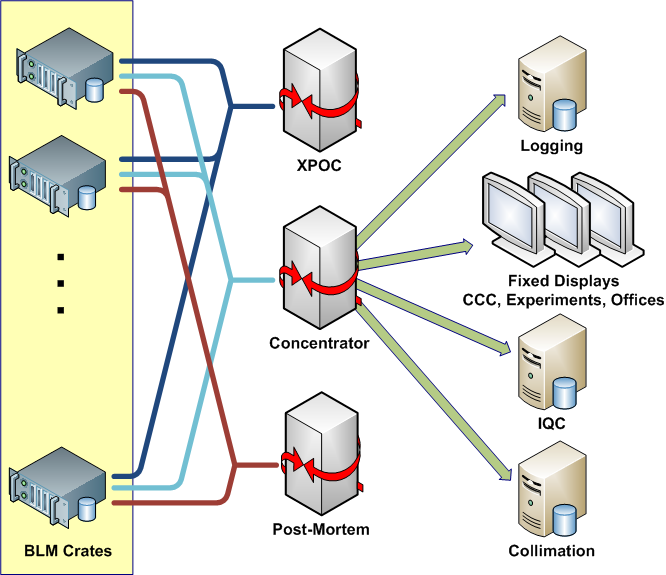 XPOC
Logging
Fixed Displays
CCC, Experiments, Offices
Concentrator
IQC
Post-Mortem
BLM Crates
Collimation